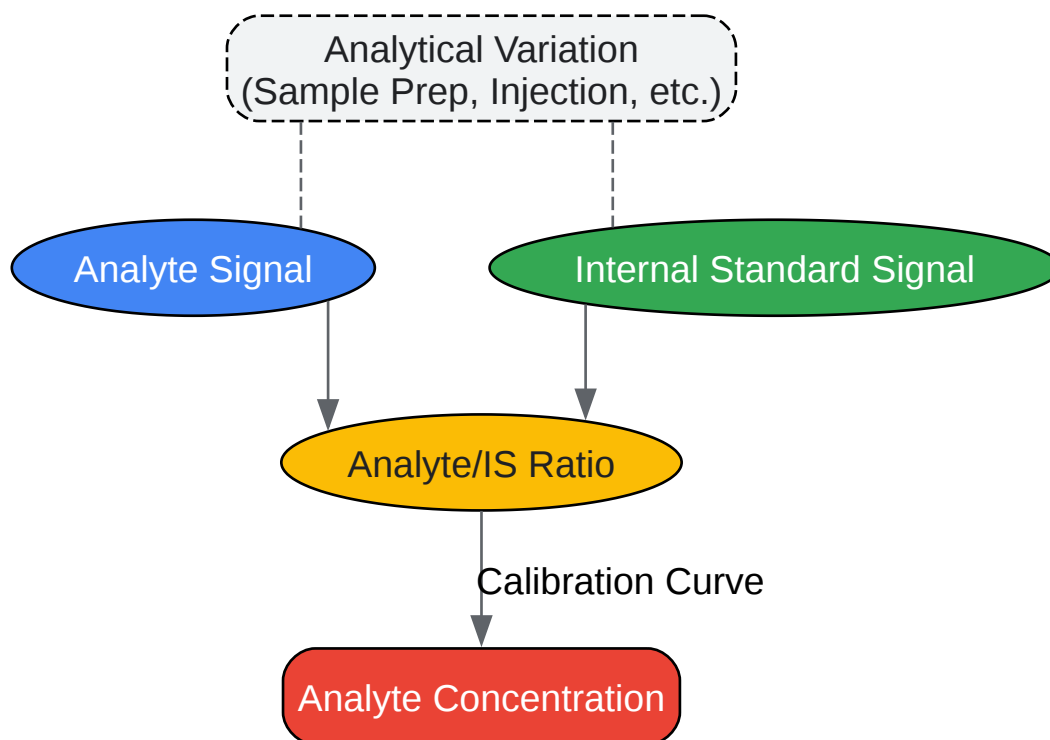 Analytical Variation
(Sample Prep, Injection, etc.)
Analyte Signal
Internal Standard Signal
Analyte/IS Ratio
Calibration Curve
Analyte Concentration